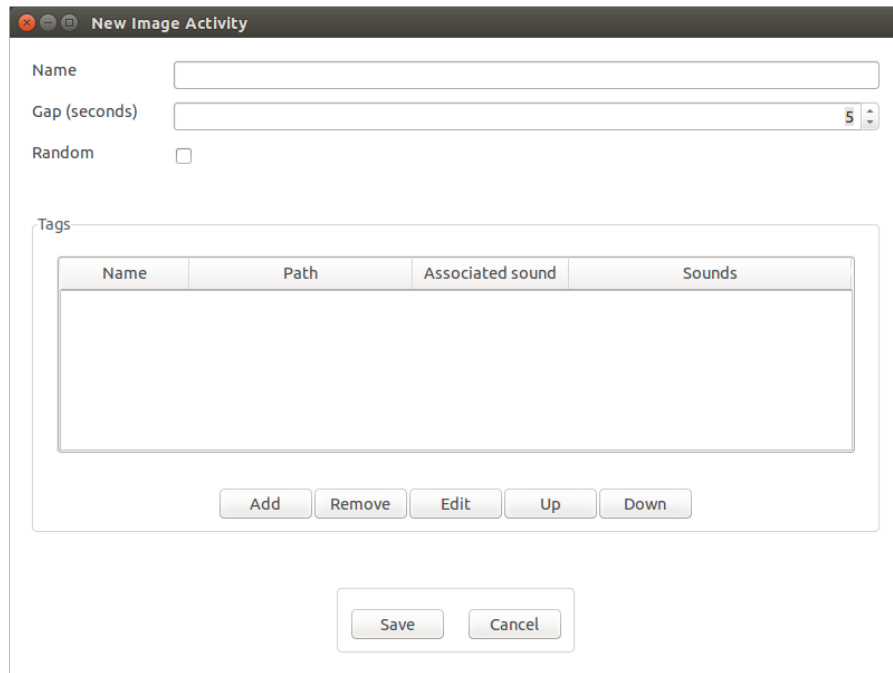 New Image Activity
Name
Gap (seconds) 5
Random
Tags
Name Path Associated sound Sounds
Add Remove Edit Up Down
Save Cancel